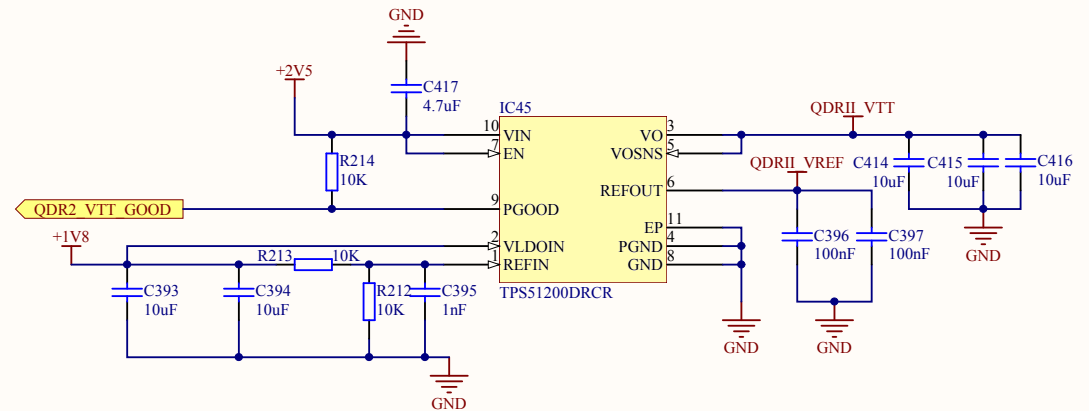 GND
+2V5
C417
4.7uF
IC45
QDRII_VTT
10
VIN
VO
3
7
EN
VOSNS
5
R214
10K
QDRII_VREF
C414
10uF
C415
10uF
C416
10uF
REFOUT
6
QDR2_VTT_GOOD
9
PGOOD
EP
11
GND
+1V8
2
VLDOIN
PGND
4
C396
100nF
C397
100nF
R213
10K
1
REFIN
GND
8
C393
10uF
C394
10uF
R212
10K
C395
1nF
TPS51200DRCR
GND
GND
GND